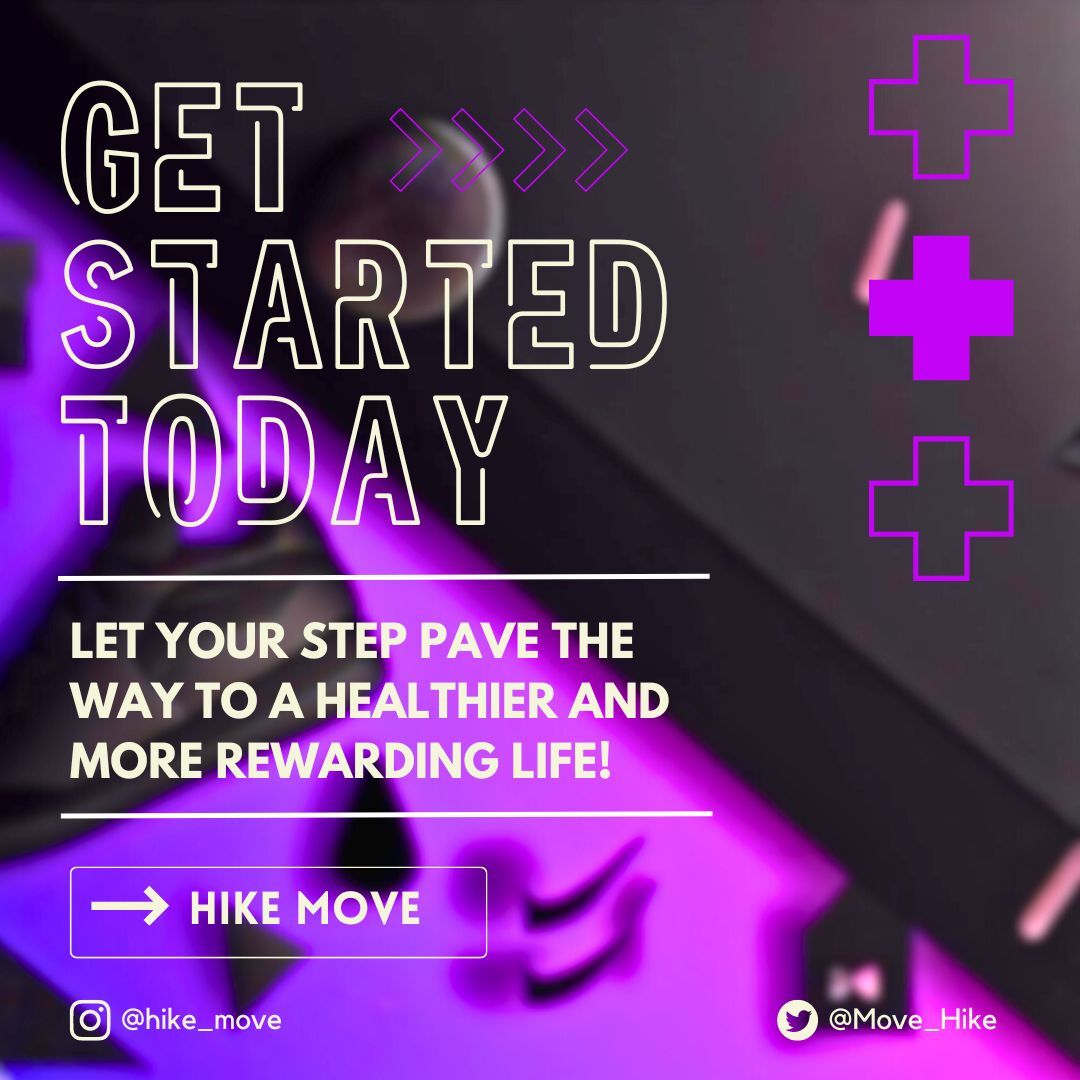 GET
STARTED
TODAY
LET YOUR STEP PAVE THE
WAY TO A HEALTHIER AND
MORE REWARDING LIFE!
→ HIKE MOVE
@hike_move
@Move_Hike